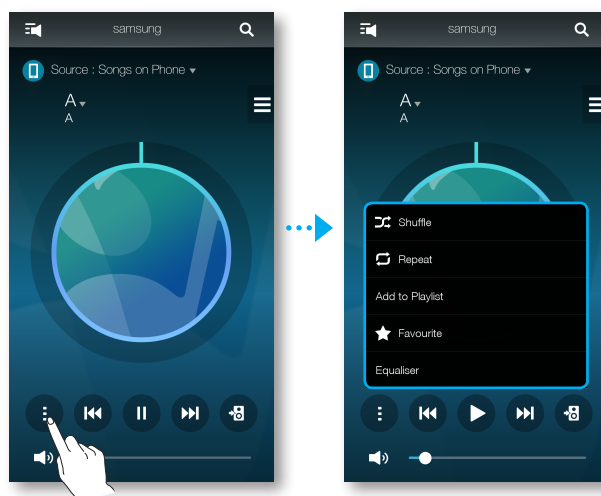 samsung
Source : Songs on Phone
A
A
samsung
Source : Songs on Phone
A
A
Shuffle
Repeat
Add to Playlist
Favourite
Equaliser